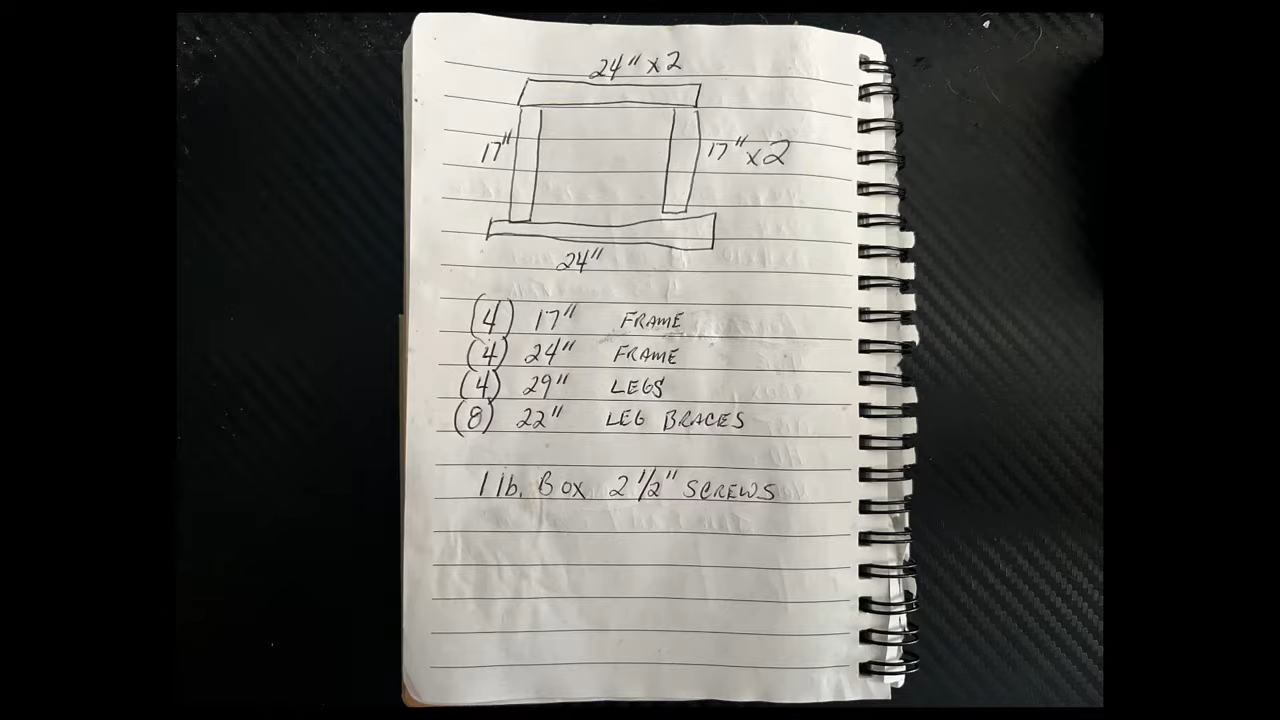 24" x 2
17" 17" x 2
24"
(4) 17" FRAME
(4) 24" FRAME
(4) 29" LEGS
(8) 22" LEG BRACES
1 lb. BOX 2 1/2" SCREWS